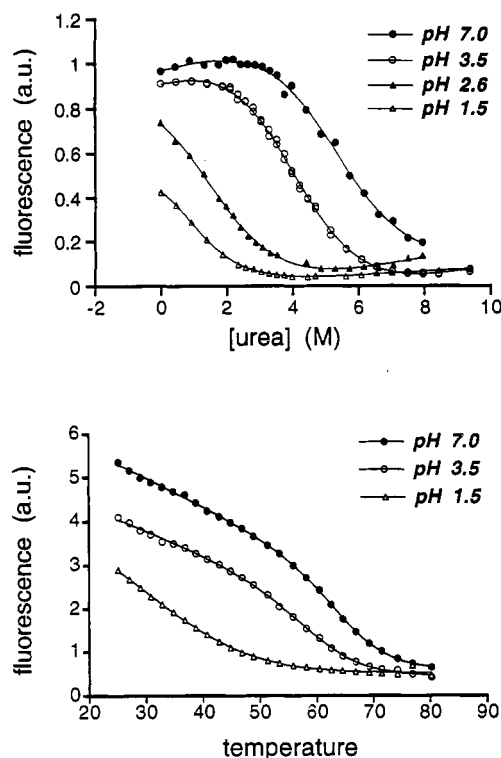 fluorescence (a.u.)
1.2
1
0.8
0.6
0.4
0.2
0
-2 0 2 4 6 8 10
[urea] (M)
pH 7.0
pH 3.5
pH 2.6
pH 1.5
fluorescence (a.u.)
6
5
4
3
2
1
0
20 30 40 50 60 70 80 90
temperature
pH 7.0
pH 3.5
pH 1.5